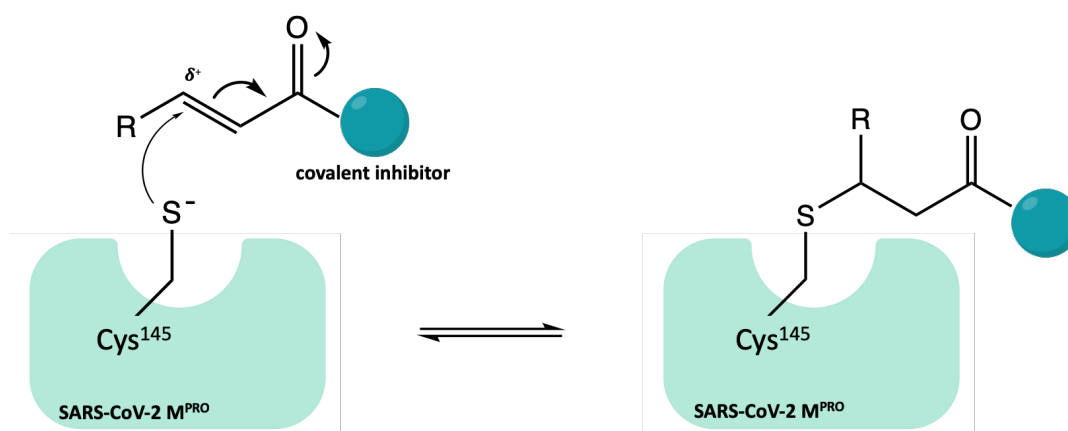 O
δ⁺
R
covalent inhibitor
S⁻
Cys¹⁴⁵
SARS-CoV-2 Mᴾᴿᴼ
R
O
S
Cys¹⁴⁵
SARS-CoV-2 Mᴾᴿᴼ